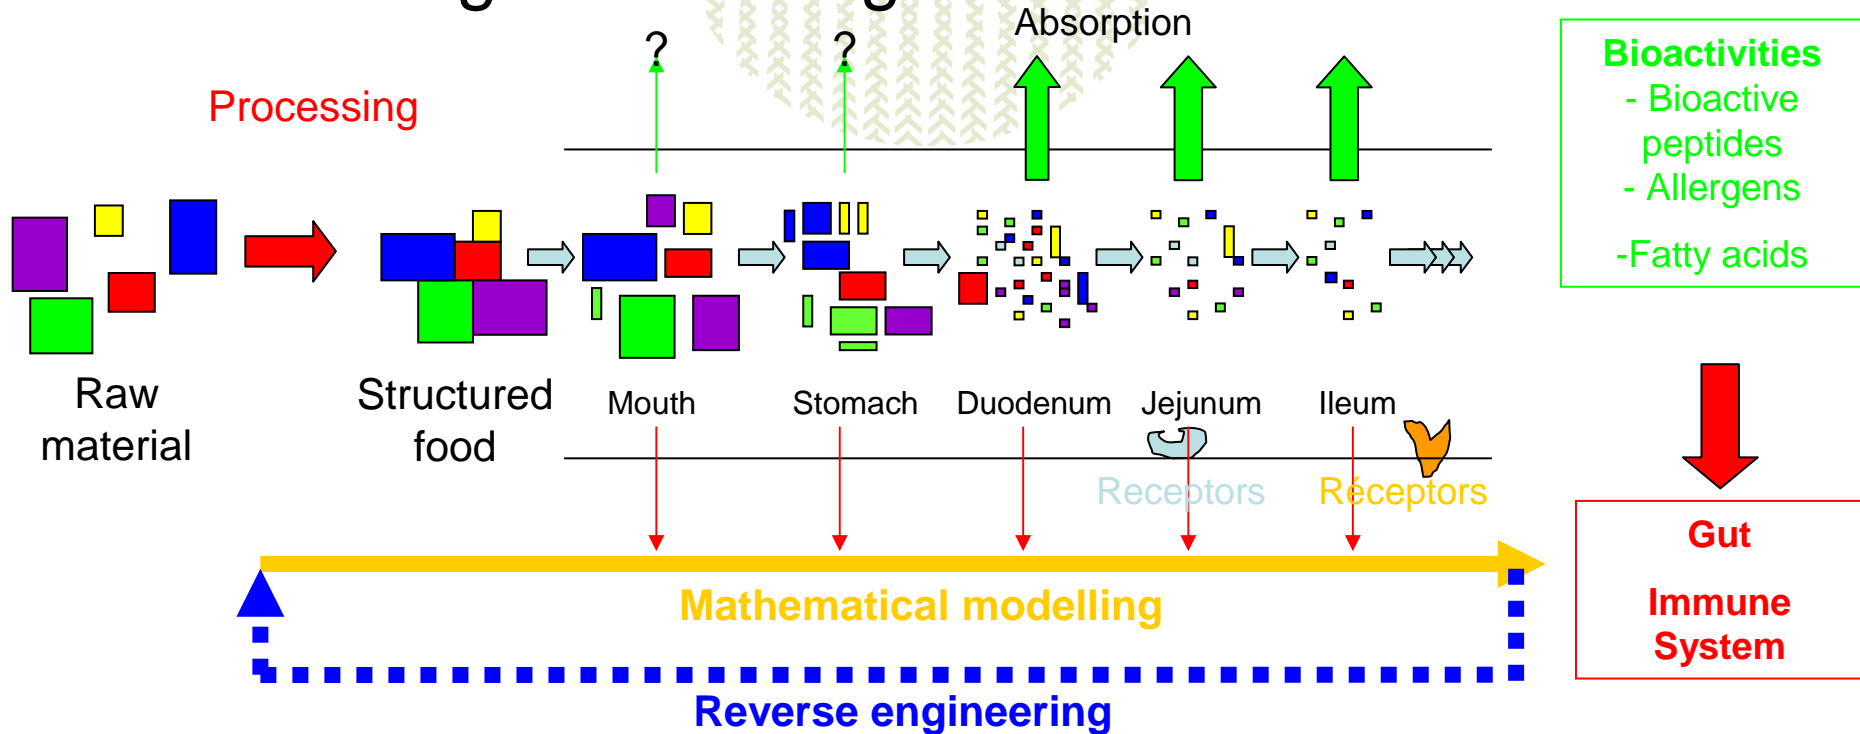 Absorption
?
?
Processing
Bioactivities
- Bioactive
peptides
- Allergens
-Fatty acids
Raw
material
Structured
food
Mouth
Stomach
Duodenum
Jejunum
Ileum
Receptors
Réceptors
Gut
Immune
System
Mathematical modelling
Reverse engineering